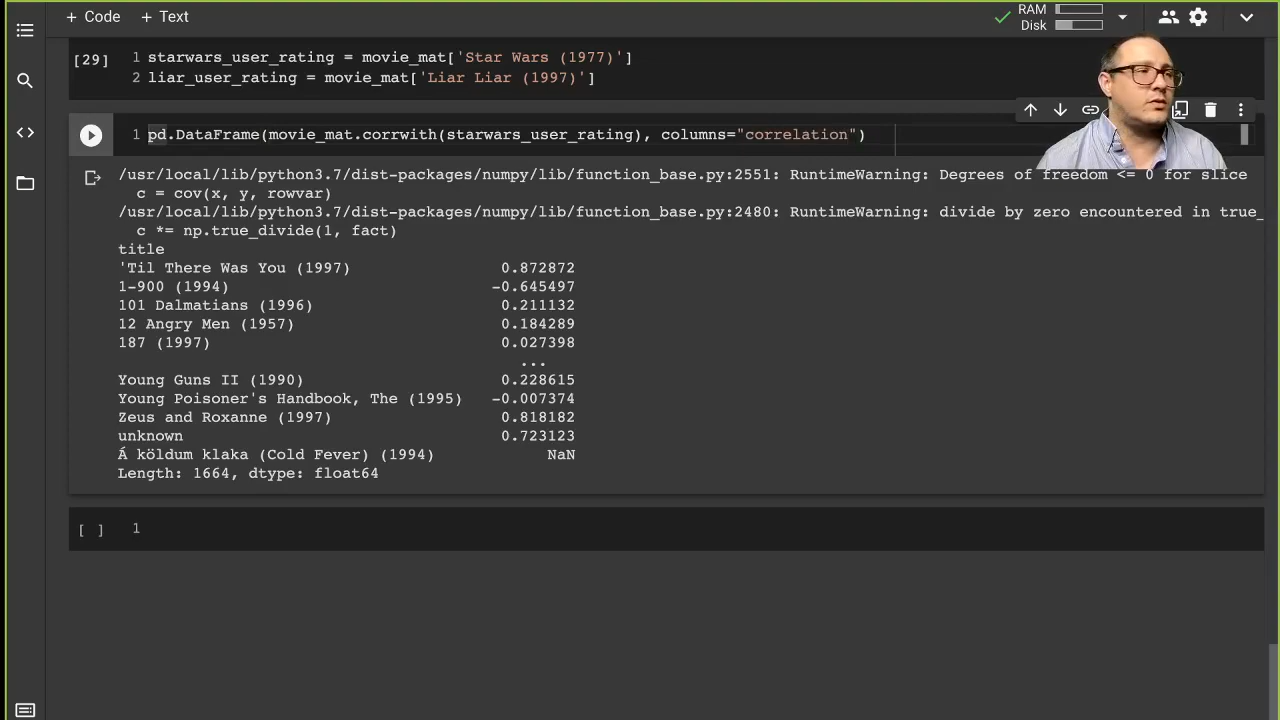 + Code + Text
RAM
Disk
[29] 1 starwars_user_rating = movie_mat['Star Wars (1977)']
2 liar_user_rating = movie_mat['Liar Liar (1997)']
1 pd.DataFrame(movie_mat.corrwith(starwars_user_rating), columns="correlation")
/usr/local/lib/python3.7/dist-packages/numpy/lib/function_base.py:2551: RuntimeWarning: Degrees of freedom <= 0 for slice
c = cov(x, y, rowvar)
/usr/local/lib/python3.7/dist-packages/numpy/lib/function_base.py:2480: RuntimeWarning: divide by zero encountered in true_
c *= np.true_divide(1, fact)
title
'Til There Was You (1997) 0.872872
1-900 (1994) -0.645497
101 Dalmatians (1996) 0.211132
12 Angry Men (1957) 0.184289
187 (1997) 0.027398
...
Young Guns II (1990) 0.228615
Young Poisoner's Handbook, The (1995) -0.007374
Zeus and Roxanne (1997) 0.818182
unknown 0.723123
Á köldum klaka (Cold Fever) (1994) NaN
Length: 1664, dtype: float64
[ ] 1